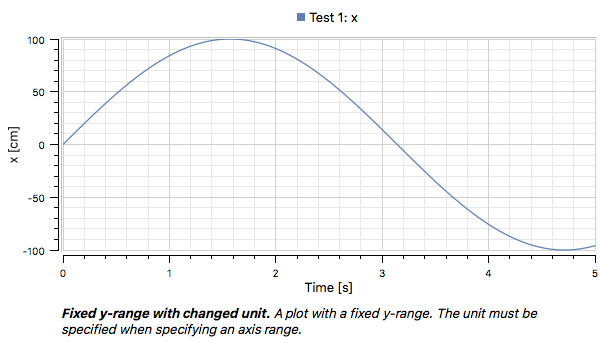 Test 1: x
100
50
0
-50
-100
x [cm]
0 1 2 3 4 5
Time [s]
Fixed y-range with changed unit. A plot with a fixed y-range. The unit must be
specified when specifying an axis range.